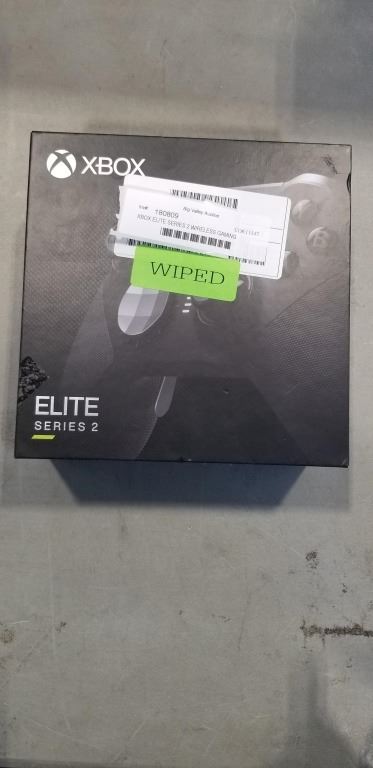 XBOX
Big Valley Auction
180809
XBOX ELITE SERIES 2 WIRELESS GAMING
WIPED
B
ELITE
SERIES 2